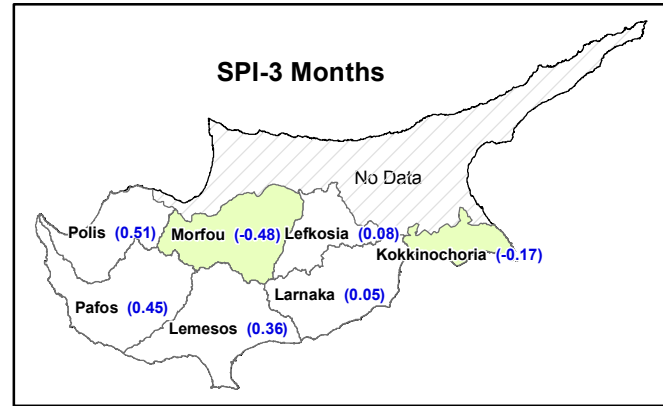 SPI-3 Months
No Data
Polis (0.51)
Morfou (-0.48)
Lefkosia (0.08)
Kokkinochoria (-0.17)
Pafos (0.45)
Larnaka (0.05)
Lemesos (0.36)